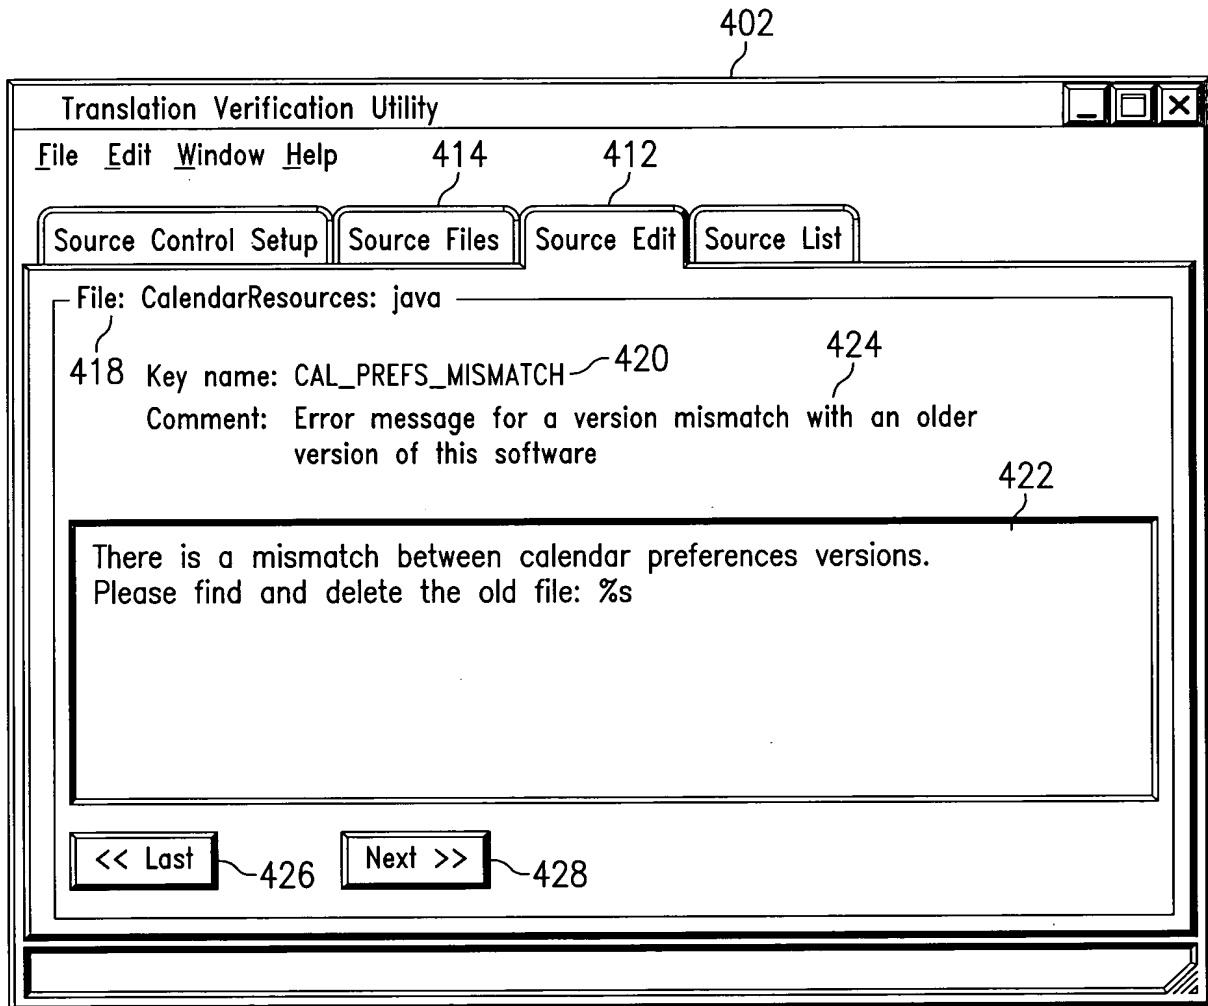 402
Translation Verification Utility
File Edit Window Help
414
412
Source Control Setup
Source Files
Source Edit
Source List
File: CalendarResources: java
418
Key name: CAL_PREFS_MISMATCH
420
424
Comment: Error message for a version mismatch with an older
version of this software
422
There is a mismatch between calendar preferences versions.
Please find and delete the old file: %s
<< Last
426
Next >>
428